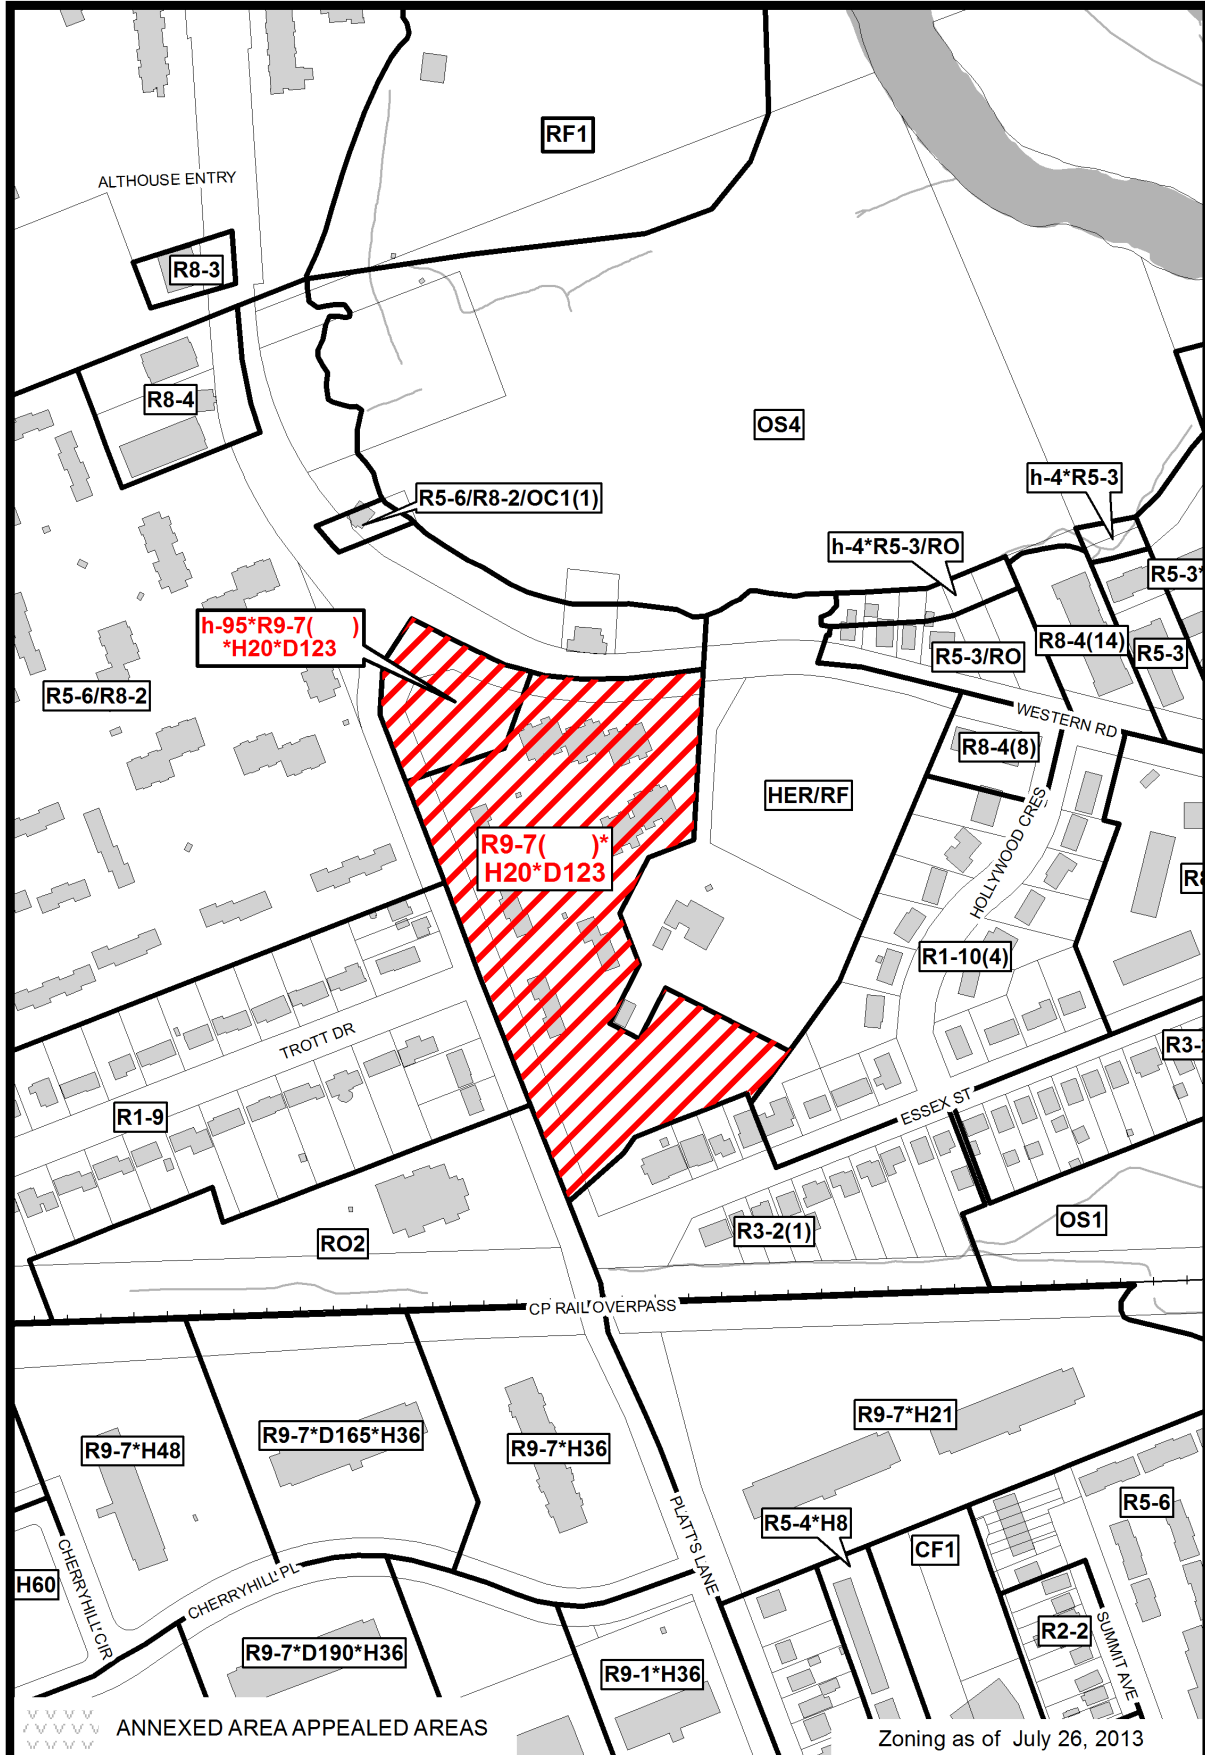 RF1
ALTHOUSE ENTRY
R8-3
R8-4
OS4
R5-6/R8-2/OC1(1)
h-4*R5-3
h-4*R5-3/RO
R5-3*
h-95*R9-7( )
*H20*D123
R5-6/R8-2
R5-3/RO
R8-4(14)
R5-3
WESTERN RD
R8-4(8)
HER/RF
HOLLYWOOD CRES
R9-7( )*
H20*D123
R1-10(4)
TROTT DR
R3-
ESSEX ST
R1-9
RO2
R3-2(1)
OS1
CP RAIL OVERPASS
R9-7*H48
R9-7*D165*H36
R9-7*H36
R9-7*H21
PLATT'S LANE
R5-4*H8
CF1
R5-6
H60
CHERRYHILL CIR
CHERRYHILL PL
R9-7*D190*H36
R9-1*H36
R2-2
SUMMIT AVE
ANNEXED AREA APPEALED AREAS
Zoning as of July 26, 2013